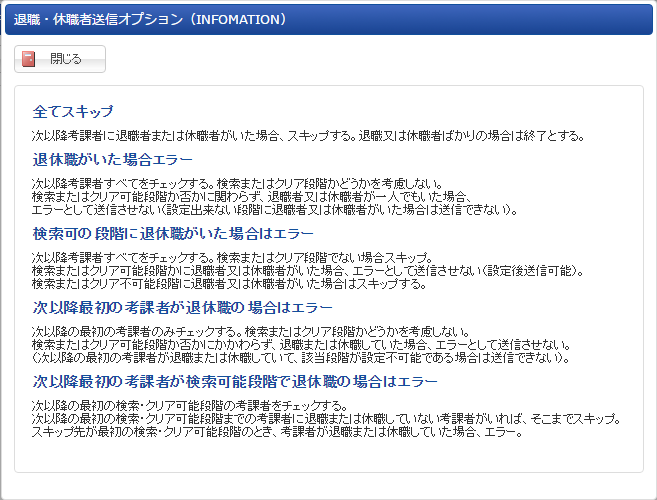 退職・休職者送信オプション（INFOMATION）
閉じる
全てスキップ
次以降考課者に退職者または休職者がいた場合、スキップする。退職又は休職者ばかりの場合は終了とする。
退休職がいた場合エラー
次以降考課者すべてをチェックする。検索またはクリア段階かどうかを考慮しない。
検索またはクリア可能段階か否かに関わらず、退職者又は休職者が一人でもいた場合、
エラーとして送信させない（設定出来ない段階に退職者又は休職者がいた場合は送信できない）。
検索可の段階に退休職がいた場合はエラー
次以降考課者すべてをチェックする。検索またはクリア段階でない場合スキップ。
検索またはクリア可能段階かに退職者又は休職者がいた場合、エラーとして送信させない（設定後送信可能）。
検索またはクリア不可能段階に退職者又は休職者がいた場合はスキップする。
次以降最初の考課者が退休職の場合はエラー
次以降の最初の考課者のみチェックする。検索またはクリア段階かどうかを考慮しない。
検索またはクリア可能段階か否かにかかわらず、退職または休職していた場合、エラーとして送信させない。
（次以降の最初の考課者が退職または休職していて、該当段階が設定不可能である場合は送信できない）。
次以降最初の考課者が検索可能段階で退休職の場合はエラー
次以降の最初の検索・クリア可能段階の考課者をチェックする。
次以降の最初の検索・クリア可能段階までの考課者に退職または休職していない考課者がいれば、そこまでスキップ。
スキップ先が最初の検索・クリア可能段階のとき、考課者が退職または休職していた場合、エラー。